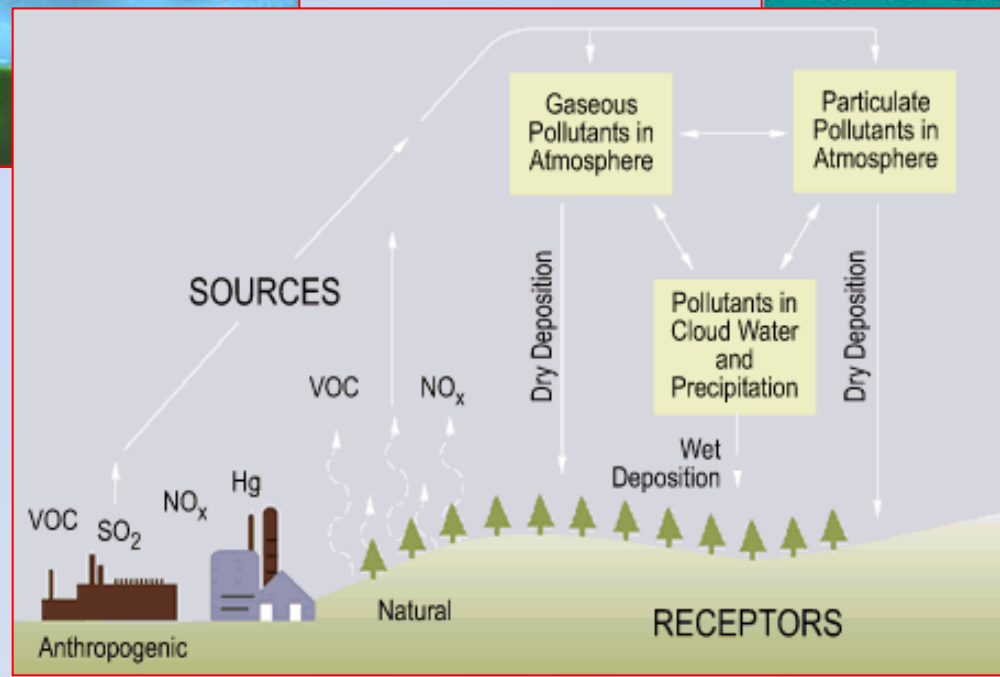 Gaseous
Pollutants in
Atmosphere
Particulate
Pollutants in
Atmosphere
SOURCES
Dry Deposition
Pollutants in
Cloud Water
and
Precipitation
Dry Deposition
VOC
NOx
Wet
Deposition
VOC
SO2
NOx
Hg
Natural
RECEPTORS
Anthropogenic